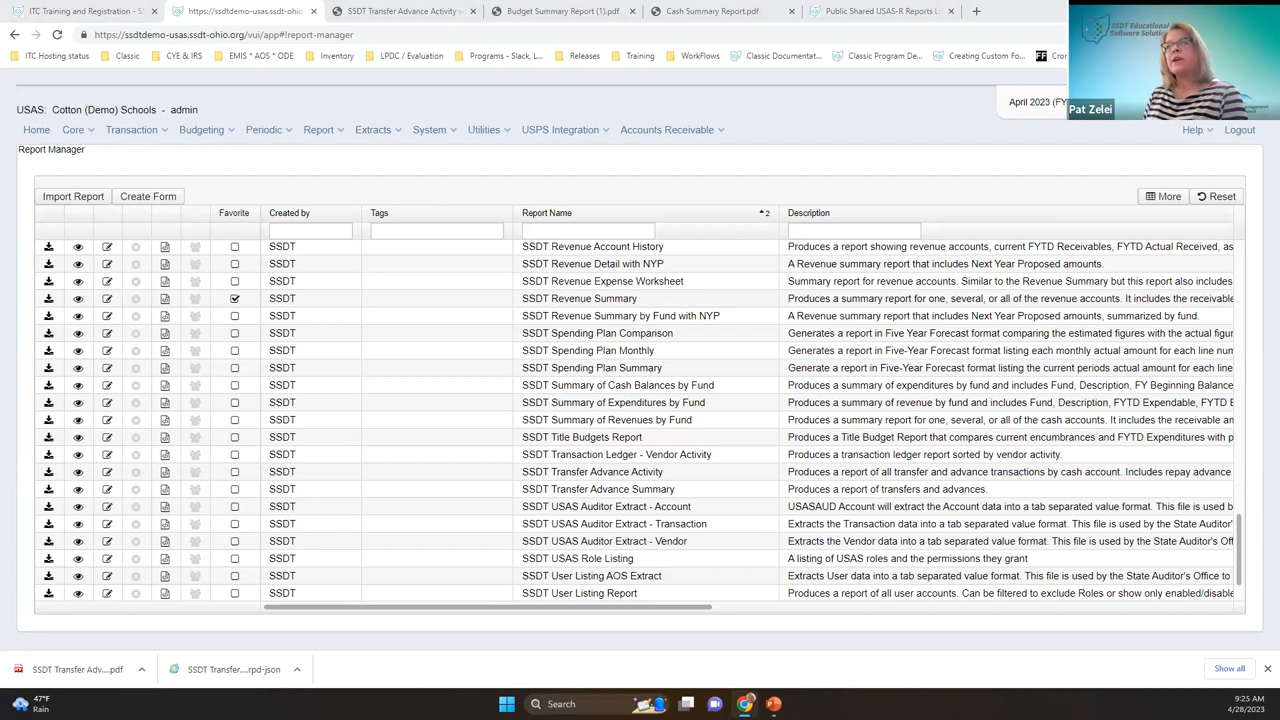 ITC Training and Registration - S
https://ssdtdemo-usas.ssdt-ohio
SSDT Transfer Advance Activity w
Budget Summary Report (1).pdf
Cash Summary Report.pdf
Public Shared USAS-R Reports L
https://ssdtdemo-usas.ssdt-ohio.org/vui/app#!report-manager
ITC Hosting status
Classic
CYE & IRS
EMIS * AOS * ODE
Inventory
LPDC / Evaluation
Programs - Slack, L...
Releases
Training
WorkFlows
Classic Documentat...
Classic Program De...
Creating Custom Fo...
SSDT Educational
Software Soluti
Pat Zelei
April 2023 (FY
USAS: Cotton (Demo) Schools - admin
Home Core Transaction Budgeting Periodic Report Extracts System Utilities USPS Integration Accounts Receivable Help Logout
Report Manager
Import Report Create Form More Reset
Favorite Created by Tags Report Name 2 Description
SSDT SSDT Revenue Account History Produces a report showing revenue accounts, current FYTD Receivables, FYTD Actual Received, as
SSDT SSDT Revenue Detail with NYP A Revenue summary report that includes Next Year Proposed amounts.
SSDT SSDT Revenue Expense Worksheet Summary report for revenue accounts. Similar to the Revenue Summary but this report also includes
SSDT SSDT Revenue Summary Produces a summary report for one, several, or all of the revenue accounts. It includes the receivable
SSDT SSDT Revenue Summary by Fund with NYP A Revenue summary report that includes Next Year Proposed amounts, summarized by fund.
SSDT SSDT Spending Plan Comparison Generates a report in Five Year Forecast format comparing the estimated figures with the actual figur
SSDT SSDT Spending Plan Monthly Generates a report in Five-Year Forecast format listing each monthly actual amount for each line num
SSDT SSDT Spending Plan Summary Generate a report in Five-Year Forecast format listing the current periods actual amount for each line
SSDT SSDT Summary of Cash Balances by Fund Produces a summary of expenditures by fund and includes Fund, Description, FY Beginning Balance
SSDT SSDT Summary of Expenditures by Fund Produces a summary of revenue by fund and includes Fund, Description, FYTD Expendable, FYTD E
SSDT SSDT Summary of Revenues by Fund Produces a summary report for one, several, or all of the cash accounts. It includes the receivable an
SSDT SSDT Title Budgets Report Produces a Title Budget Report that compares current encumbrances and FYTD Expenditures with p
SSDT SSDT Transaction Ledger - Vendor Activity Produces a transaction ledger report sorted by vendor activity.
SSDT SSDT Transfer Advance Activity Produces a report of all transfer and advance transactions by cash account. Includes repay advance
SSDT SSDT Transfer Advance Summary Produces a report of transfers and advances.
SSDT SSDT USAS Auditor Extract - Account USASAUD Account will extract the Account data into a tab separated value format. This file is used b
SSDT SSDT USAS Auditor Extract - Transaction Extracts the Transaction data into a tab separated value format. This file is used by the State Auditor'
SSDT SSDT USAS Auditor Extract - Vendor Extracts the Vendor data into a tab separated value format. This file is used by the State Auditor's Off
SSDT SSDT USAS Role Listing A listing of USAS roles and the permissions they grant
SSDT SSDT User Listing AOS Extract Extracts User data into a tab separated value format. This file is used by the State Auditor's Office to
SSDT SSDT User Listing Report Produces a report of all user accounts. Can be filtered to exclude Roles or show only enabled/disable
SSDT Transfer Adv....pdf
SSDT Transfer....rpd-json
Show all
47°F
Rain
Search
9:25 AM
4/28/2023